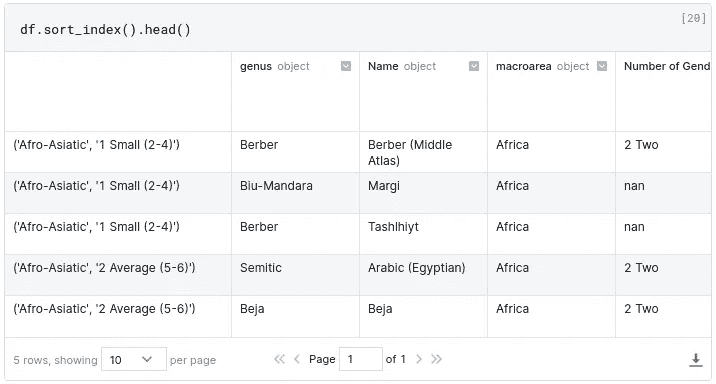 [20]
df.sort_index().head()
genus object Name object macroarea object Number of Gend
('Afro-Asiatic', '1 Small (2-4)') Berber Berber (Middle Atlas) Africa 2 Two
('Afro-Asiatic', '1 Small (2-4)') Biu-Mandara Margi Africa nan
('Afro-Asiatic', '1 Small (2-4)') Berber Tashlhiyt Africa nan
('Afro-Asiatic', '2 Average (5-6)') Semitic Arabic (Egyptian) Africa 2 Two
('Afro-Asiatic', '2 Average (5-6)') Beja Beja Africa 2 Two
5 rows, showing 10 per page Page 1 of 1